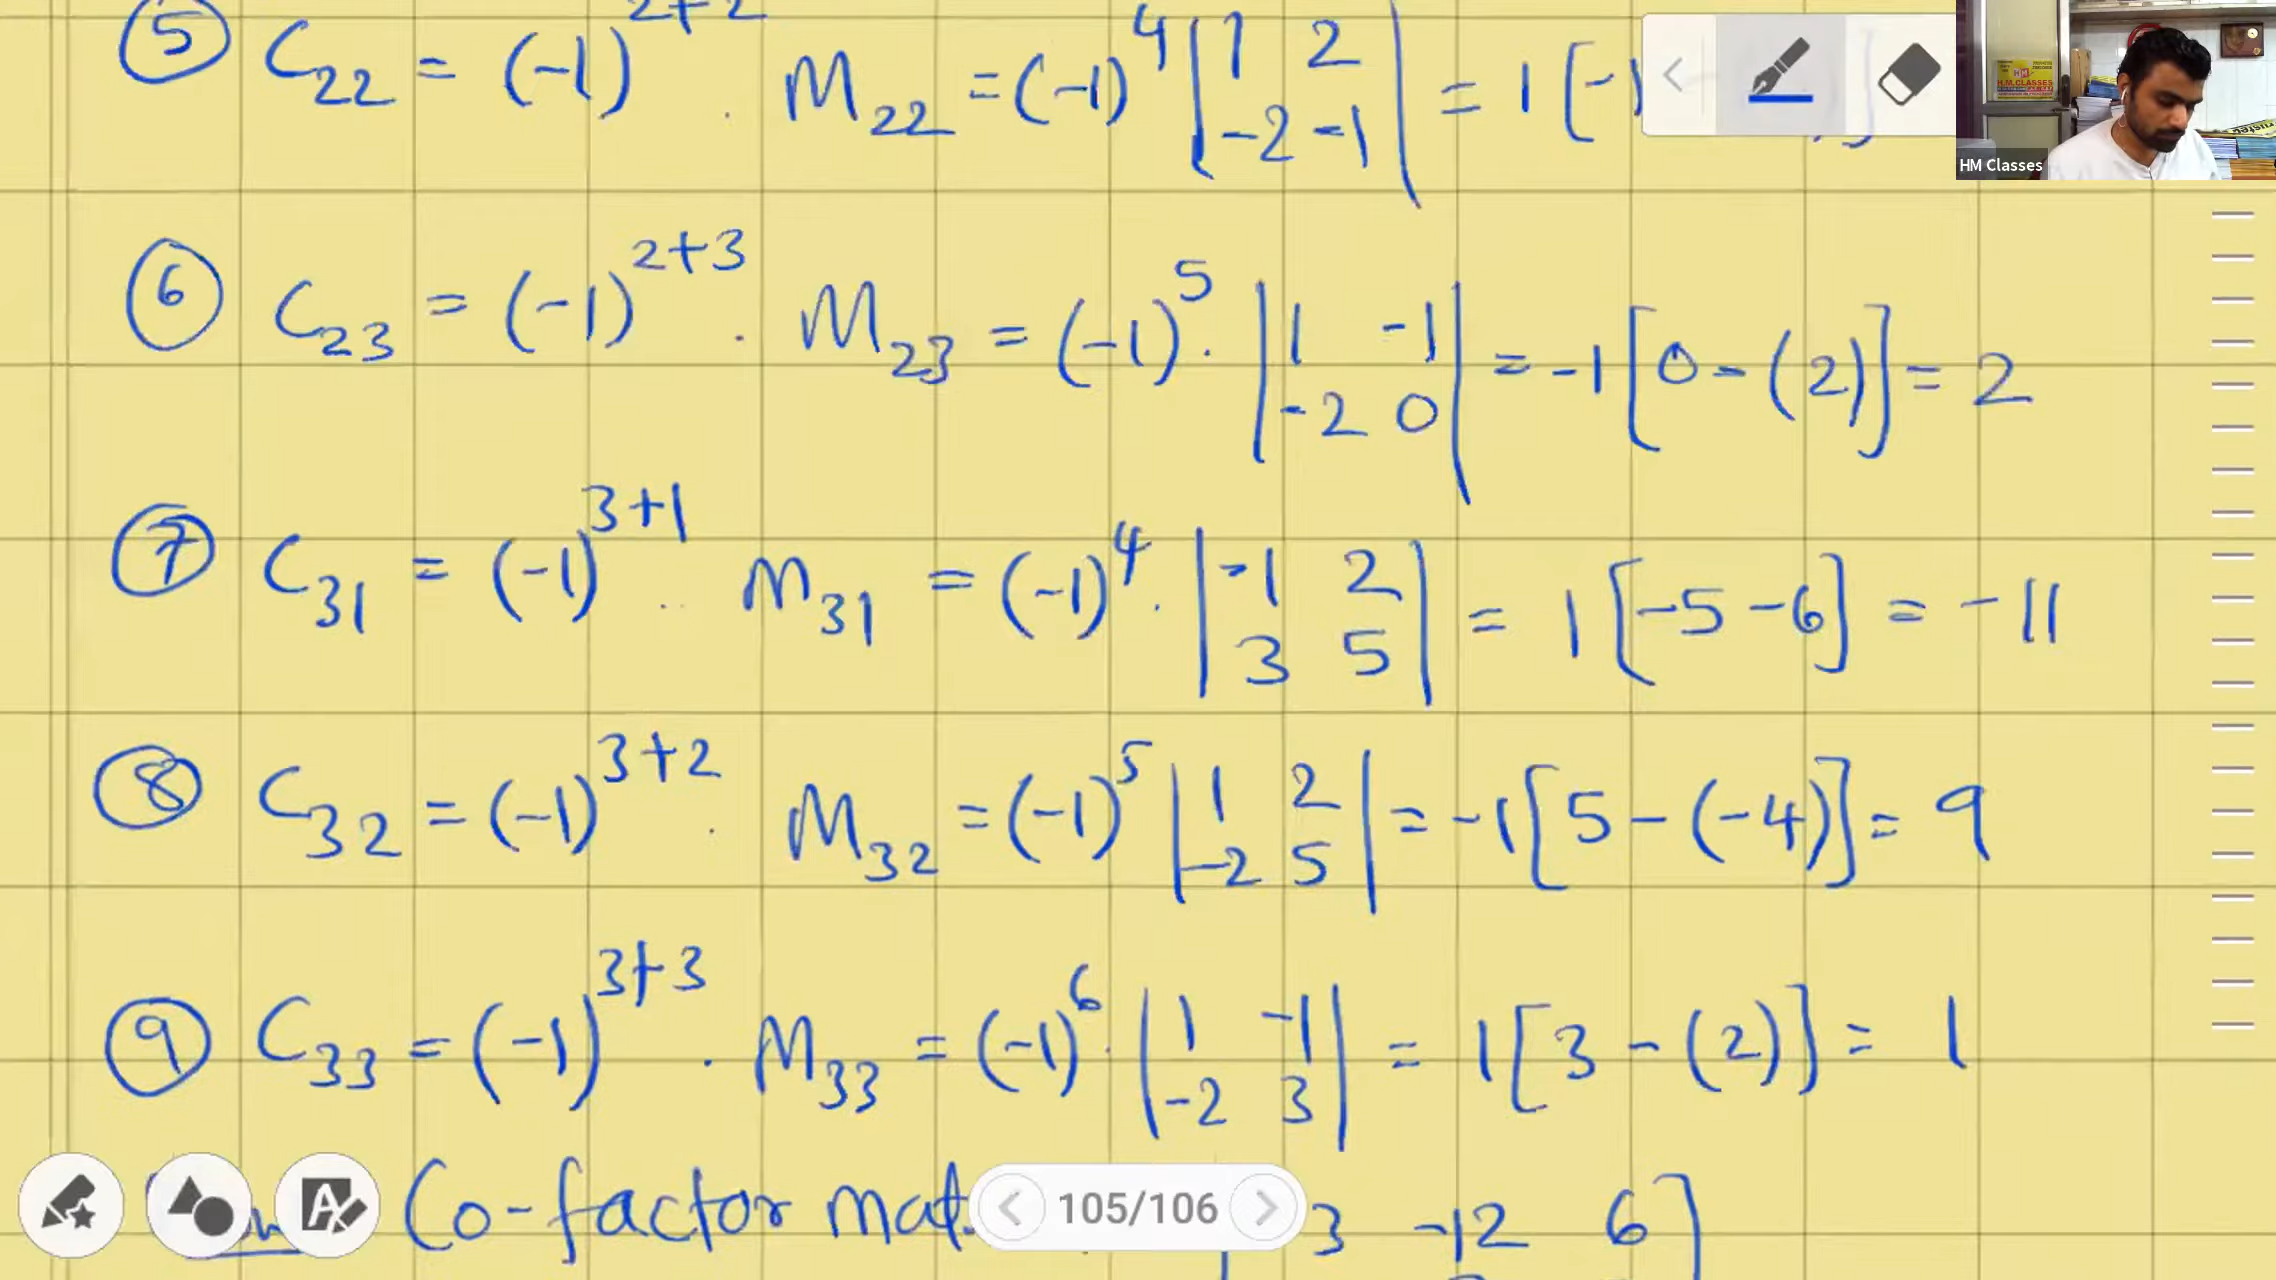 ⑤ C₂₂ = (-1)²⁺² . M₂₂ = (-1)⁴ |1 2; -2 -1| = 1[-1
HM Classes
⑥ C₂₃ = (-1)²⁺³ . M₂₃ = (-1)⁵ . |1 -1; -2 0| = -1[0-(2)] = 2
⑦ C₃₁ = (-1)³⁺¹ . M₃₁ = (-1)⁴ . |-1 2; 3 5| = 1[-5-6] = -11
⑧ C₃₂ = (-1)³⁺² . M₃₂ = (-1)⁵ |1 2; -2 5| = -1[5-(-4)] = 9
⑨ C₃₃ = (-1)³⁺³ . M₃₃ = (-1)⁶ . |1 -1; -2 3| = 1[3-(2)] = 1
Co-factor mat
3 -12 6]
105/106